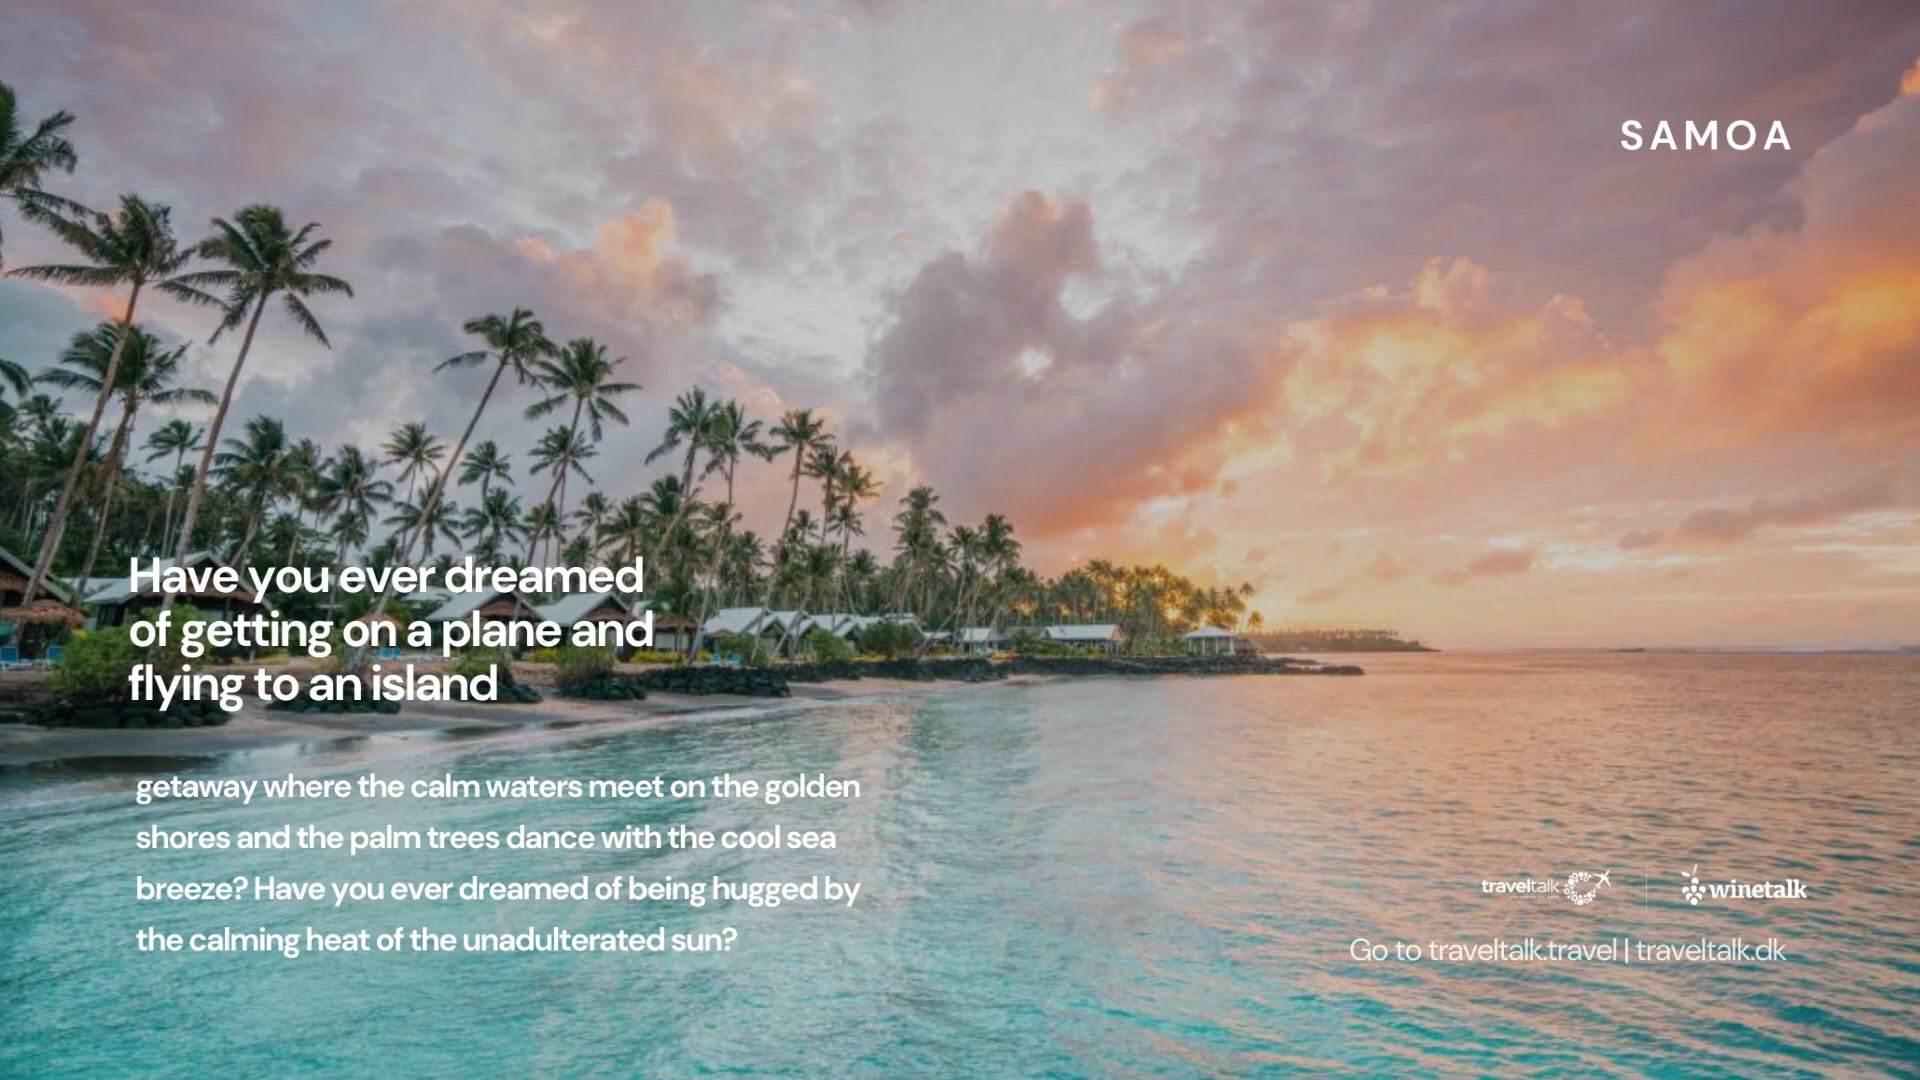 SAMOA
Have you ever dreamed
of getting on a plane and
flying to an island
getaway where the calm waters meet on the golden
shores and the palm trees dance with the cool sea
breeze? Have you ever dreamed of being hugged by
the calming heat of the unadulterated sun?
traveltalk
winetalk
Go to traveltalk.travel | traveltalk.dk